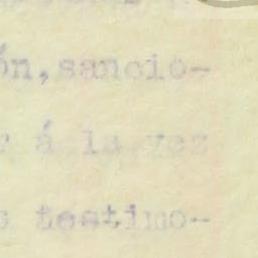 ón, sancio-
r á la vez
s testimo-